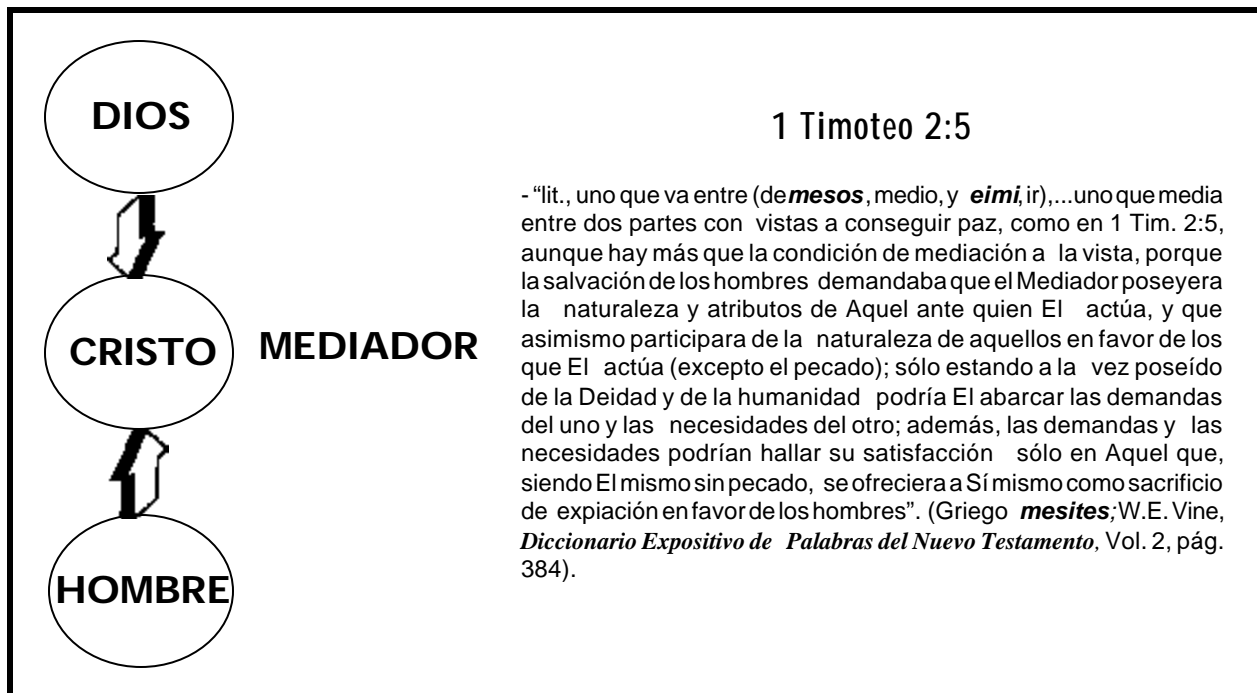 DIOS
CRISTO
MEDIADOR
HOMBRE
1 Timoteo 2:5
- “lit., uno que va entre (de mesos, medio, y eimi, ir),...uno que media
entre dos partes con vistas a conseguir paz, como en 1 Tim. 2:5,
aunque hay más que la condición de mediación a la vista, porque
la salvación de los hombres demandaba que el Mediador poseyera
la naturaleza y atributos de Aquel ante quien El actúa, y que
asimismo participara de la naturaleza de aquellos en favor de los
que El actúa (excepto el pecado); sólo estando a la vez poseído
de la Deidad y de la humanidad podría El abarcar las demandas
del uno y las necesidades del otro; además, las demandas y las
necesidades podrían hallar su satisfacción sólo en Aquel que,
siendo El mismo sin pecado, se ofreciera a Sí mismo como sacrificio
de expiación en favor de los hombres”. (Griego mesites; W.E. Vine,
Diccionario Expositivo de Palabras del Nuevo Testamento, Vol. 2, pág.
384).